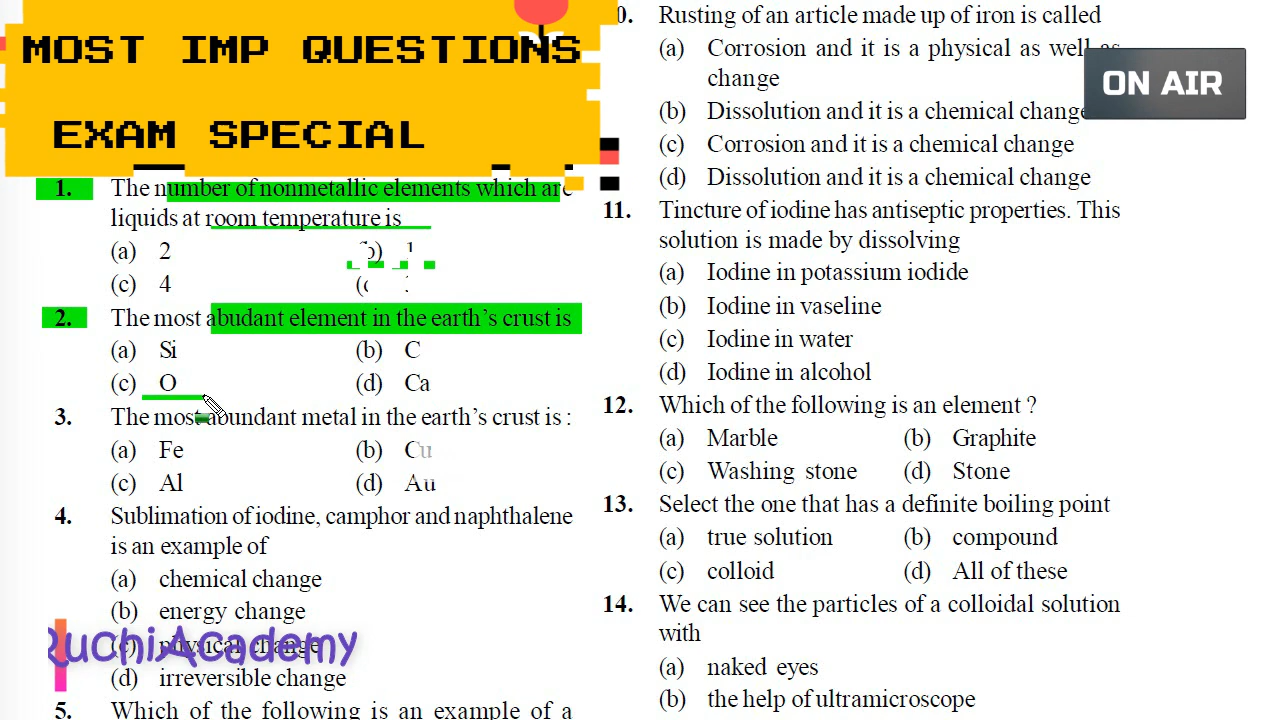 MOST IMP QUESTIONS
EXAM SPECIAL
1. The number of nonmetallic elements which are
liquids at room temperature is
(a) 2 (b) 1
(c) 4
2. The most abudant element in the earth's crust is
(a) Si (b) C
(c) O (d) Ca
3. The most abundant metal in the earth's crust is :
(a) Fe (b) Cu
(c) Al (d) Au
4. Sublimation of iodine, camphor and naphthalene
is an example of
(a) chemical change
(b) energy change
(c) physical change
RuchiAcademy
(d) irreversible change
5. Which of the following is an example of a
0. Rusting of an article made up of iron is called
(a) Corrosion and it is a physical as well as
change
(b) Dissolution and it is a chemical change
(c) Corrosion and it is a chemical change
(d) Dissolution and it is a chemical change
ON AIR
11. Tincture of iodine has antiseptic properties. This
solution is made by dissolving
(a) Iodine in potassium iodide
(b) Iodine in vaseline
(c) Iodine in water
(d) Iodine in alcohol
12. Which of the following is an element ?
(a) Marble (b) Graphite
(c) Washing stone (d) Stone
13. Select the one that has a definite boiling point
(a) true solution (b) compound
(c) colloid (d) All of these
14. We can see the particles of a colloidal solution
with
(a) naked eyes
(b) the help of ultramicroscope